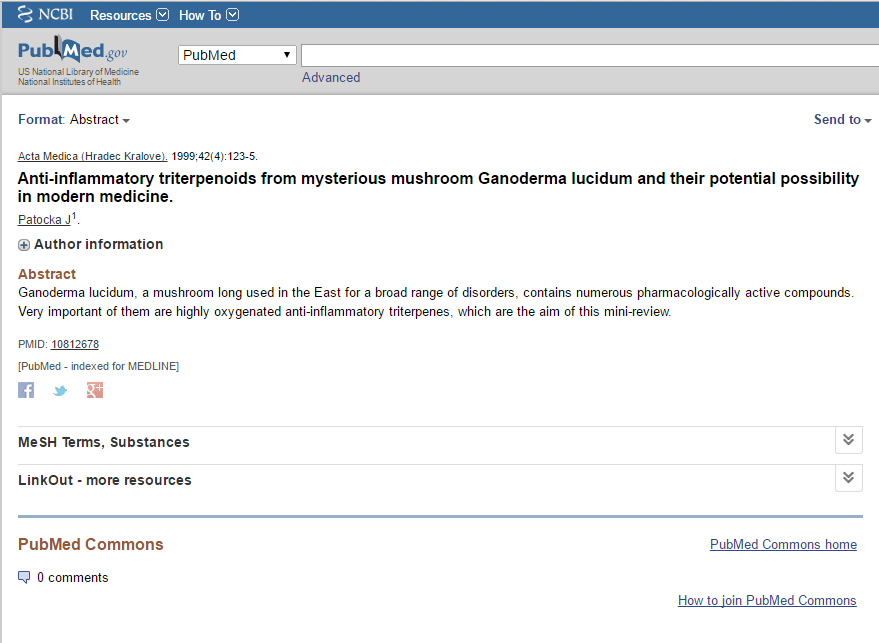 NCBI Resources How To
PubMed.gov
US National Library of Medicine
National Institutes of Health
PubMed
Advanced
Format: Abstract
Send to
Acta Medica (Hradec Kralove). 1999;42(4):123-5.
Anti-inflammatory triterpenoids from mysterious mushroom Ganoderma lucidum and their potential possibility
in modern medicine.
Patocka J1.
Author information
Abstract
Ganoderma lucidum, a mushroom long used in the East for a broad range of disorders, contains numerous pharmacologically active compounds.
Very important of them are highly oxygenated anti-inflammatory triterpenes, which are the aim of this mini-review.
PMID: 10812678
[PubMed - indexed for MEDLINE]
f
g+
MeSH Terms, Substances
LinkOut - more resources
PubMed Commons
PubMed Commons home
0 comments
How to join PubMed Commons